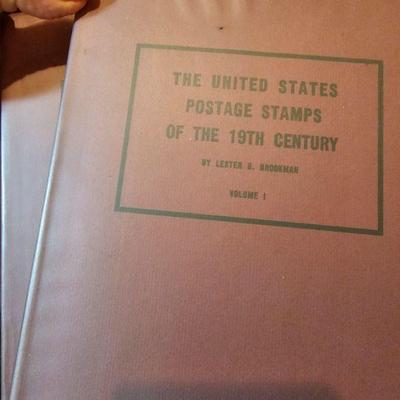 THE UNITED STATES
POSTAGE STAMPS
OF THE 19TH CENTURY
BY LESTER G. BROOKMAN
VOLUME I